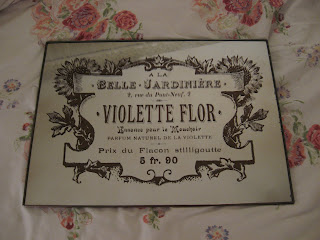 A LA
BELLE JARDINIÈRE
2, rue du Pont-Neuf, 2
· VIOLETTE FLOR ·
Essence pour le Mouchoir
PARFUM NATUREL DE LA VIOLETTE
Prix du Flacon stilligoutte
5 fr. 90